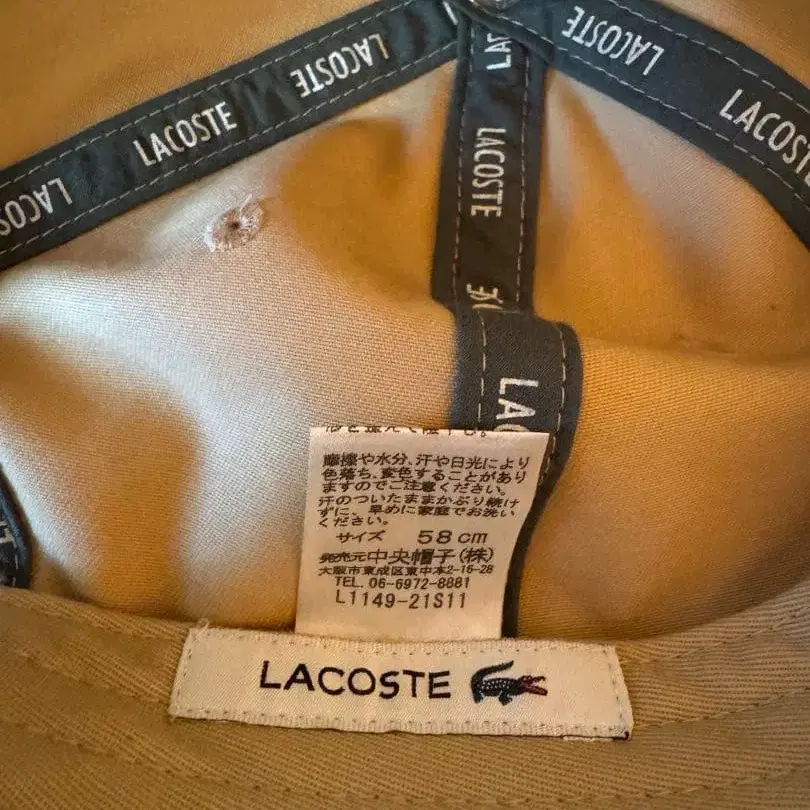 LACOSTE
LACOSTE
LACOSTE
LACOSTE
LACOSTE
LACOSTE
摩擦や水分、汗や日光により
色落ち、変色することがあり
ますのでご注意ください。
汗のついたままかぶり続け
ずに、早めに家庭でお洗い
ください。
サイズ 58cm
発売元 中央帽子(株)
大阪市東成区東中本2-16-28
TEL. 06-6972-8881
L1149-21S11
LACOSTE